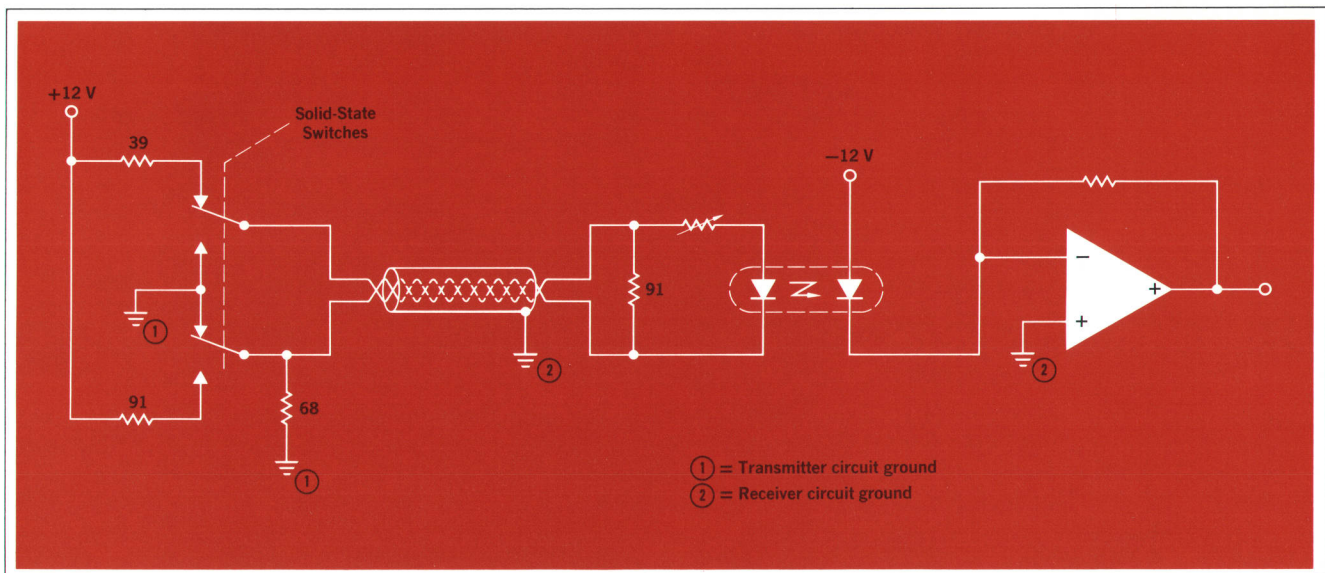 +12 V
Solid-State
Switches
39
−12 V
91
−
+
+
1
2
2
91
68
1
1 = Transmitter circuit ground
2 = Receiver circuit ground